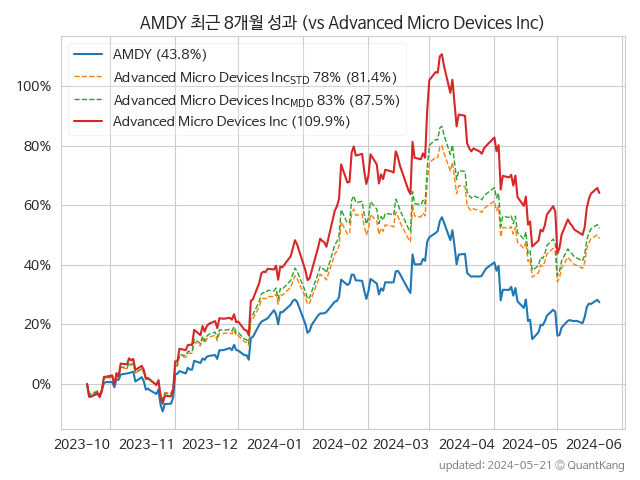 AMDY 최근 8개월 성과 (vs Advanced Micro Devices Inc)
AMDY (43.8%)
Advanced Micro Devices IncSTD 78% (81.4%)
Advanced Micro Devices IncMDD 83% (87.5%)
Advanced Micro Devices Inc (109.9%)
100%
80%
60%
40%
20%
0%
2023-10 2023-11 2023-12 2024-01 2024-02 2024-03 2024-04 2024-05 2024-06
updated: 2024-05-21 © QuantKang